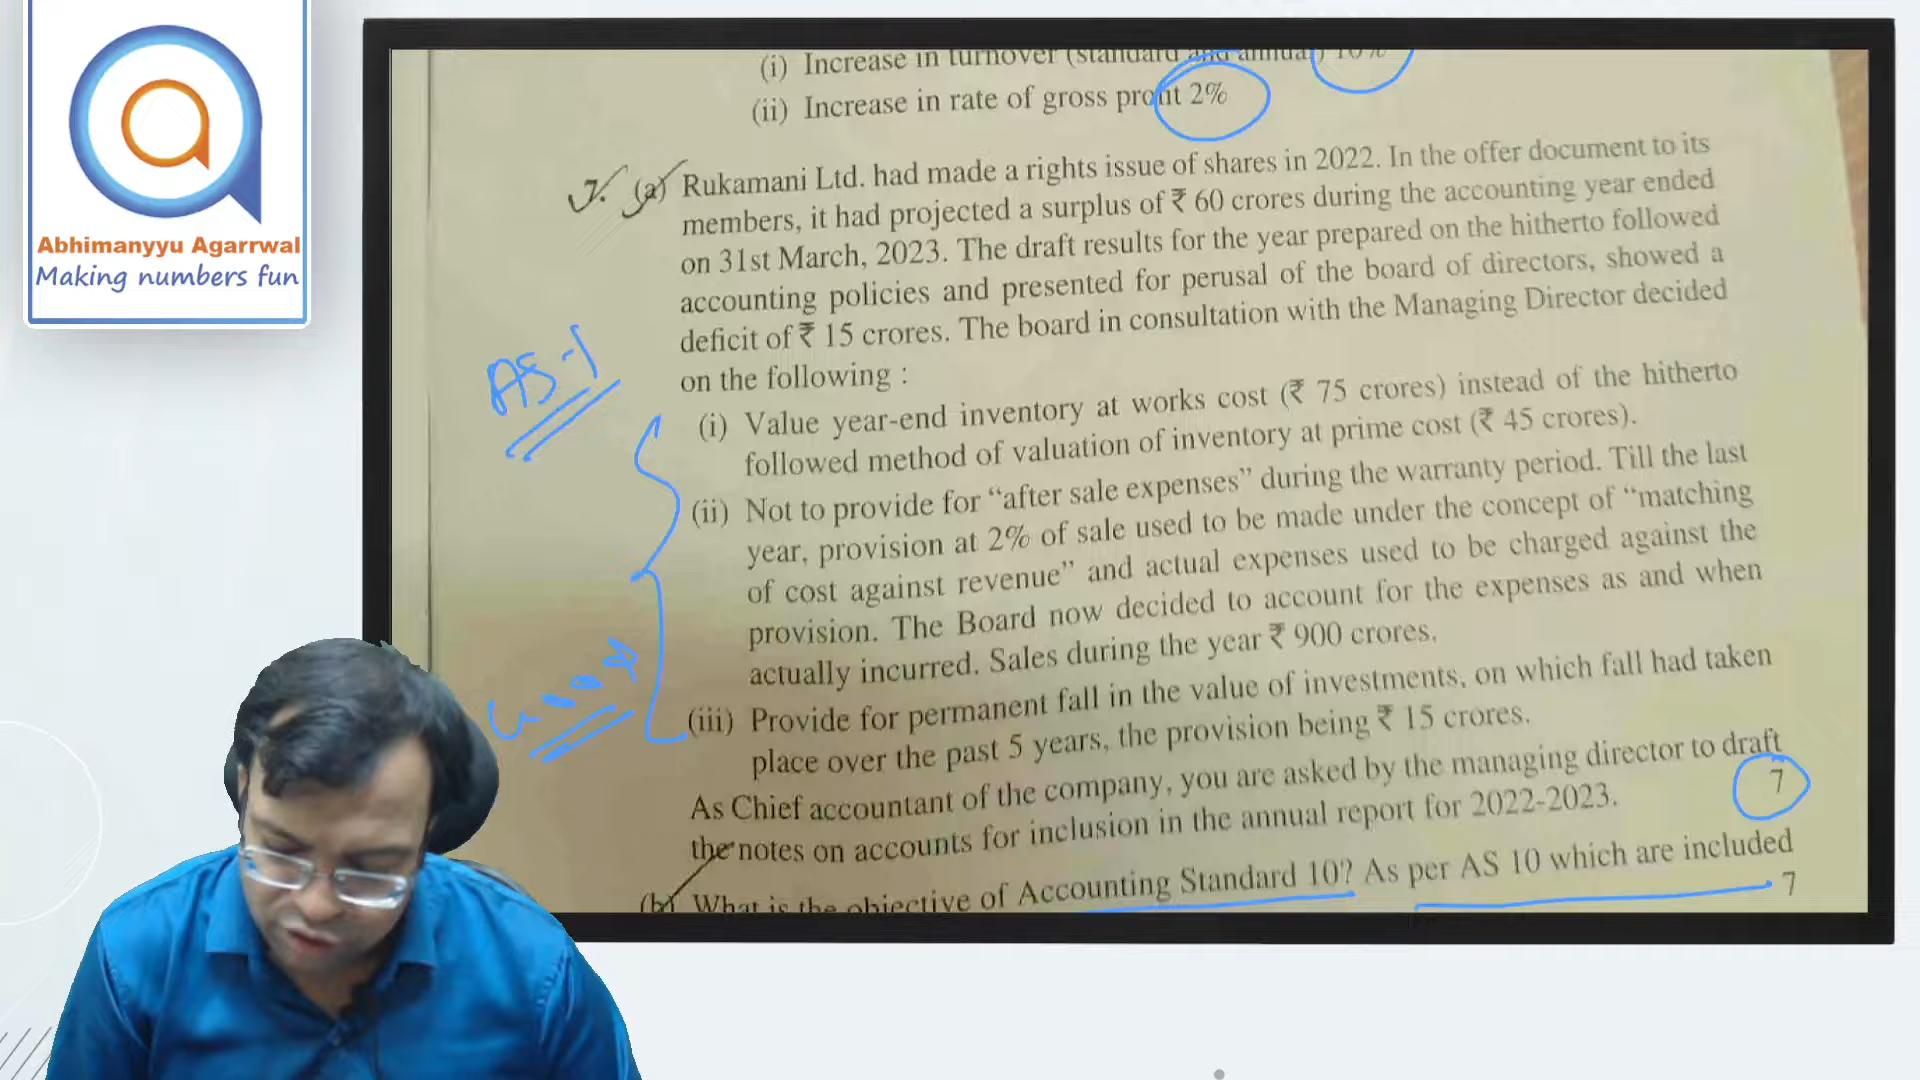 Abhimanyyu Agarrwal
Making numbers fun
(i) Increase in turnover (standard and annual) 10%
(ii) Increase in rate of gross profit 2%
7. (a) Rukamani Ltd. had made a rights issue of shares in 2022. In the offer document to its
members, it had projected a surplus of ₹ 60 crores during the accounting year ended
on 31st March, 2023. The draft results for the year prepared on the hitherto followed
accounting policies and presented for perusal of the board of directors, showed a
deficit of ₹ 15 crores. The board in consultation with the Managing Director decided
on the following :
AS-1
(i) Value year-end inventory at works cost (₹ 75 crores) instead of the hitherto
followed method of valuation of inventory at prime cost (₹ 45 crores).
(ii) Not to provide for “after sale expenses” during the warranty period. Till the last
year, provision at 2% of sale used to be made under the concept of “matching
of cost against revenue” and actual expenses used to be charged against the
provision. The Board now decided to account for the expenses as and when
actually incurred. Sales during the year ₹ 900 crores.
(iii) Provide for permanent fall in the value of investments, on which fall had taken
place over the past 5 years, the provision being ₹ 15 crores.
As Chief accountant of the company, you are asked by the managing director to draft
the notes on accounts for inclusion in the annual report for 2022-2023.
7
(b) What is the objective of Accounting Standard 10? As per AS 10 which are included
7